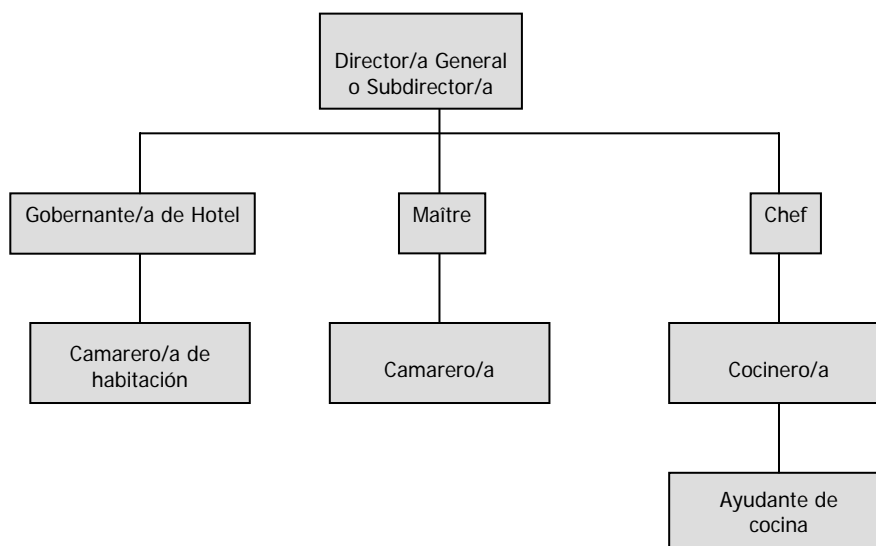 Director/a General
o Subdirector/a
Gobernante/a de Hotel
Maître
Chef
Camarero/a de
habitación
Camarero/a
Cocinero/a
Ayudante de
cocina